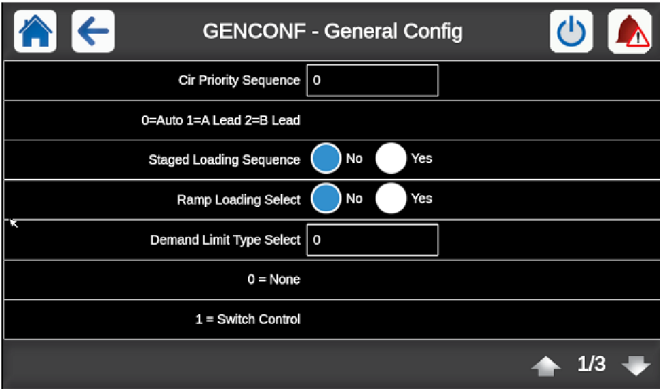 GENCONF - General Config
Cir Priority Sequence 0
0=Auto 1=A Lead 2=B Lead
Staged Loading Sequence No Yes
Ramp Loading Select No Yes
Demand Limit Type Select 0
0 = None
1 = Switch Control
1/3